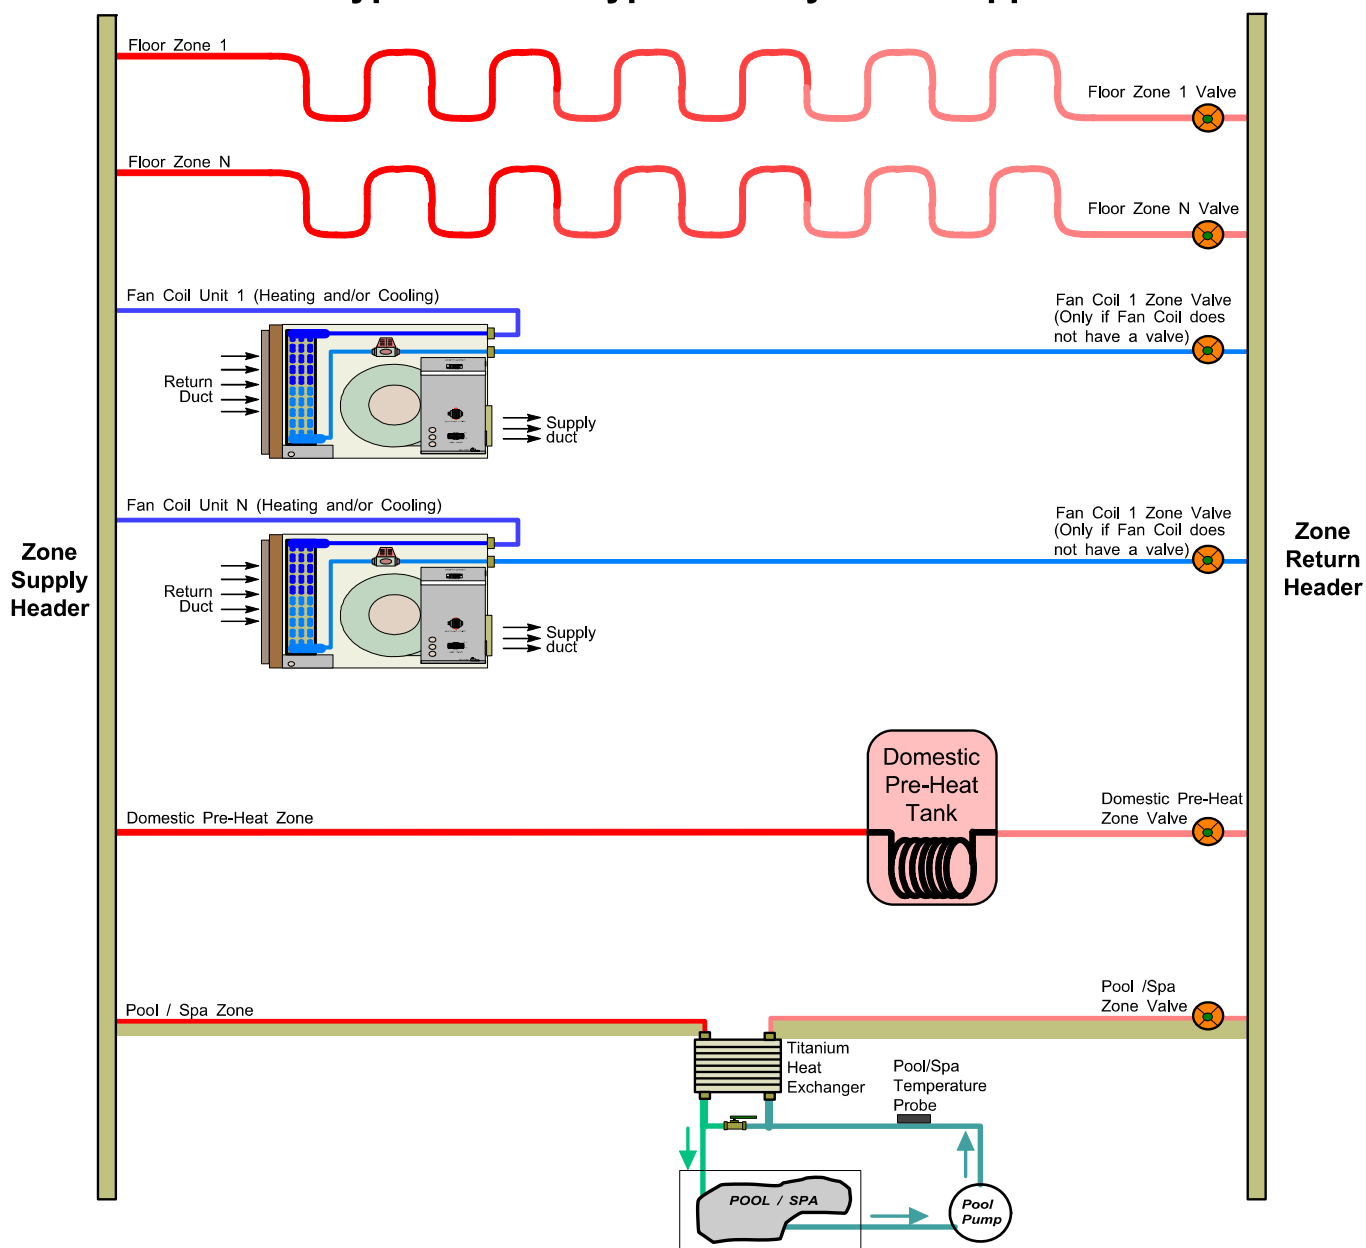 Floor Zone 1
Floor Zone 1 Valve
Floor Zone N
Floor Zone N Valve
Fan Coil Unit 1 (Heating and/or Cooling)
Fan Coil 1 Zone Valve
(Only if Fan Coil does
not have a valve)
Return
Duct
Supply
duct
Fan Coil Unit N (Heating and/or Cooling)
Fan Coil 1 Zone Valve
(Only if Fan Coil does
not have a valve)
Zone
Supply
Header
Zone
Return
Header
Return
Duct
Supply
duct
Domestic
Pre-Heat
Tank
Domestic Pre-Heat Zone
Domestic Pre-Heat
Zone Valve
Pool / Spa Zone
Pool /Spa
Zone Valve
Titanium
Heat
Exchanger
Pool/Spa
Temperature
Probe
POOL / SPA
Pool
Pump